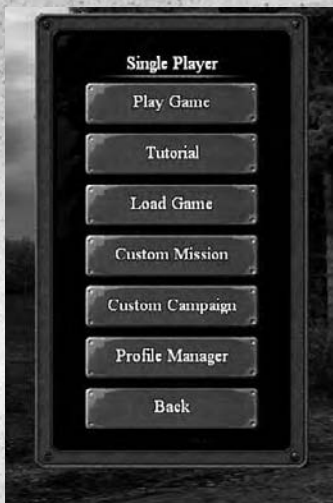 Single Player
Play Game
Tutorial
Load Game
Custom Mission
Custom Campaign
Profile Manager
Back